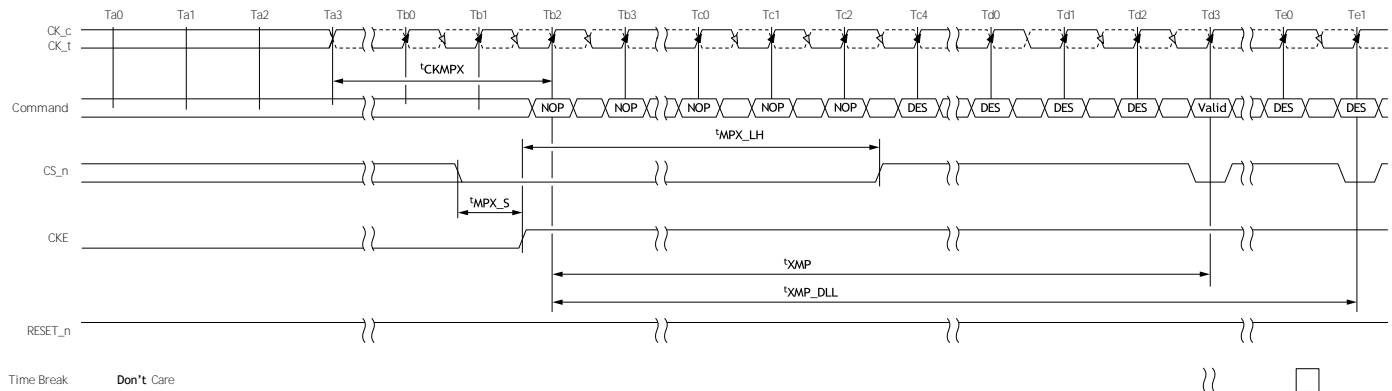 Ta0 Ta1 Ta2 Ta3 Tb0 Tb1 Tb2 Tb3 Tc0 Tc1 Tc2 Tc4 Td0 Td1 Td2 Td3 Te0 Te1
CK_c
CK_t
tCKMPX
Command NOP NOP NOP NOP NOP DES DES DES DES Valid DES DES
tMPX_LH
CS_n
tMPX_S
CKE
tXMP
tXMP_DLL
RESET_n
Time Break Don't Care